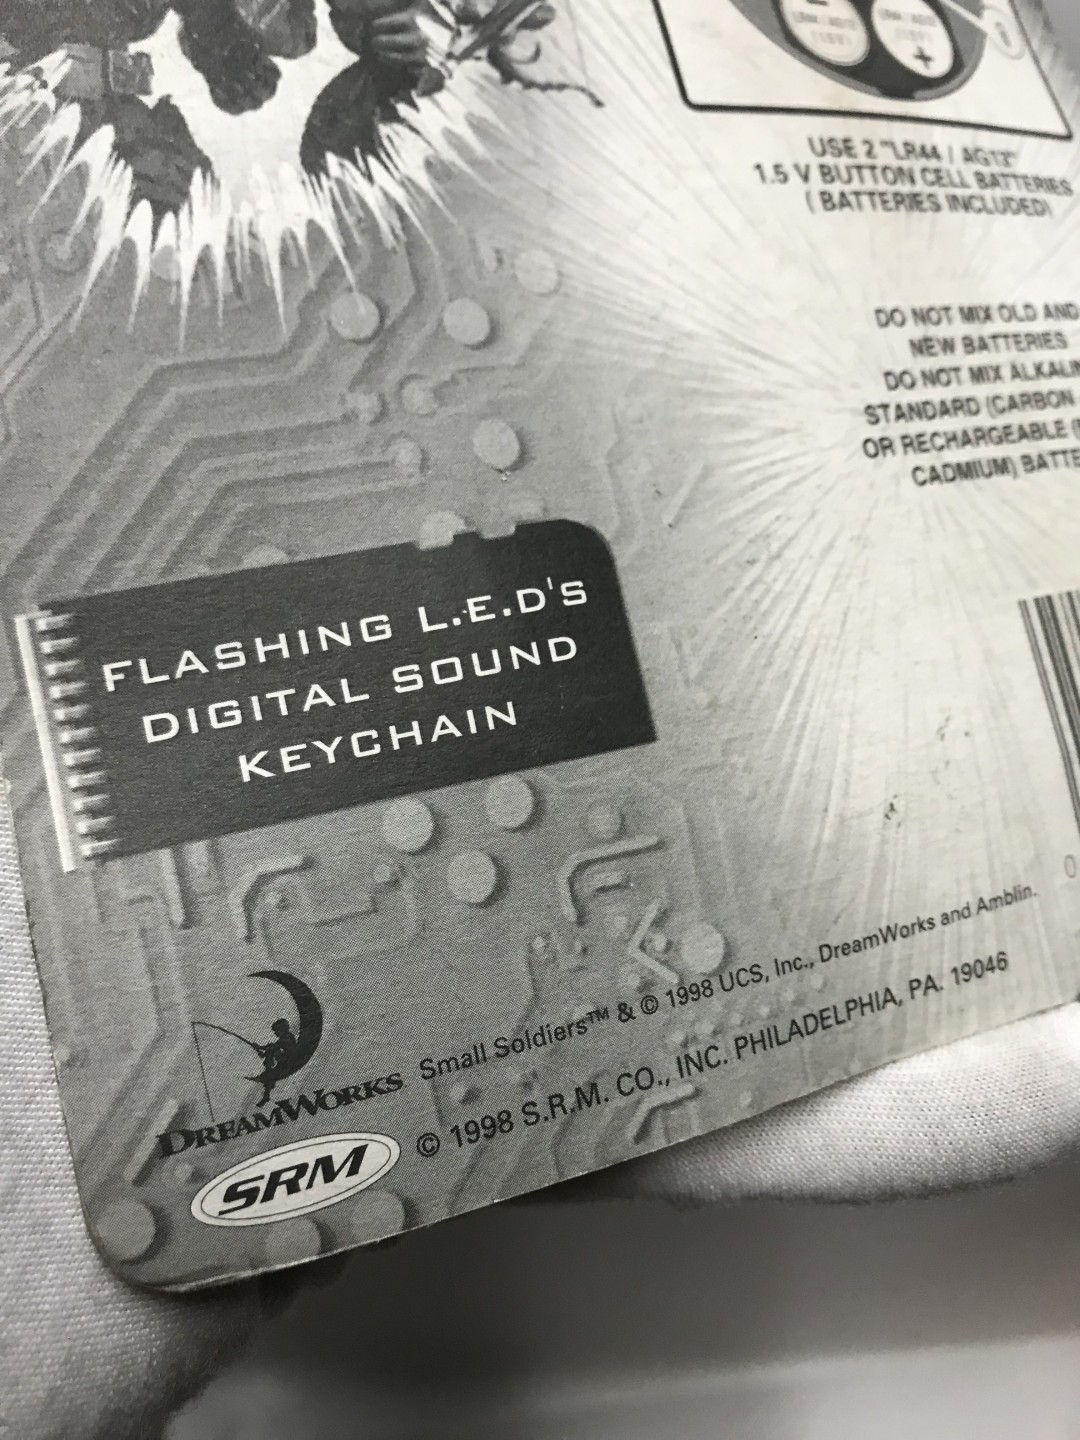 USE 2 "LR44 / AG13"
1.5 V BUTTON CELL BATTERIES
( BATTERIES INCLUDED)
DO NOT MIX OLD AND
NEW BATTERIES
DO NOT MIX
STANDARD (CARBON
OR RECHARGEABLE
CADMIUM)
FLASHING L.E.D'S
DIGITAL SOUND
KEYCHAIN
DREAMWORKS
Small Soldiers™ & © 1998 UCS, Inc., DreamWorks and Amblin.
SRM
© 1998 S.R.M. CO., INC. PHILADELPHIA, PA. 19046